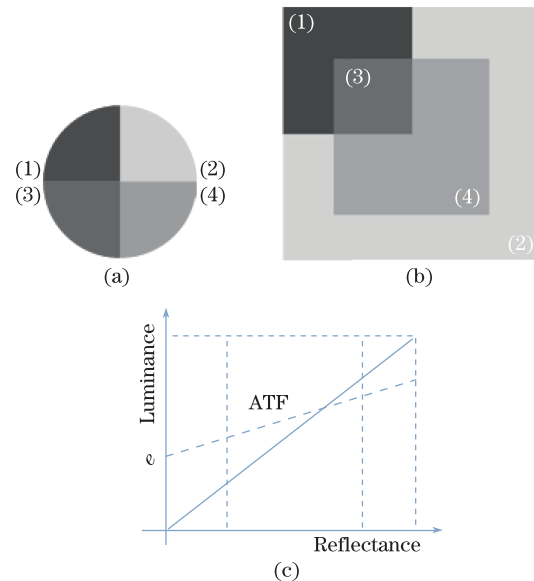 (1)
(3)
(1) (2)
(3) (4)
(4)
(2)
(a) (b)
Luminance
ATF
e
Reflectance
(c)